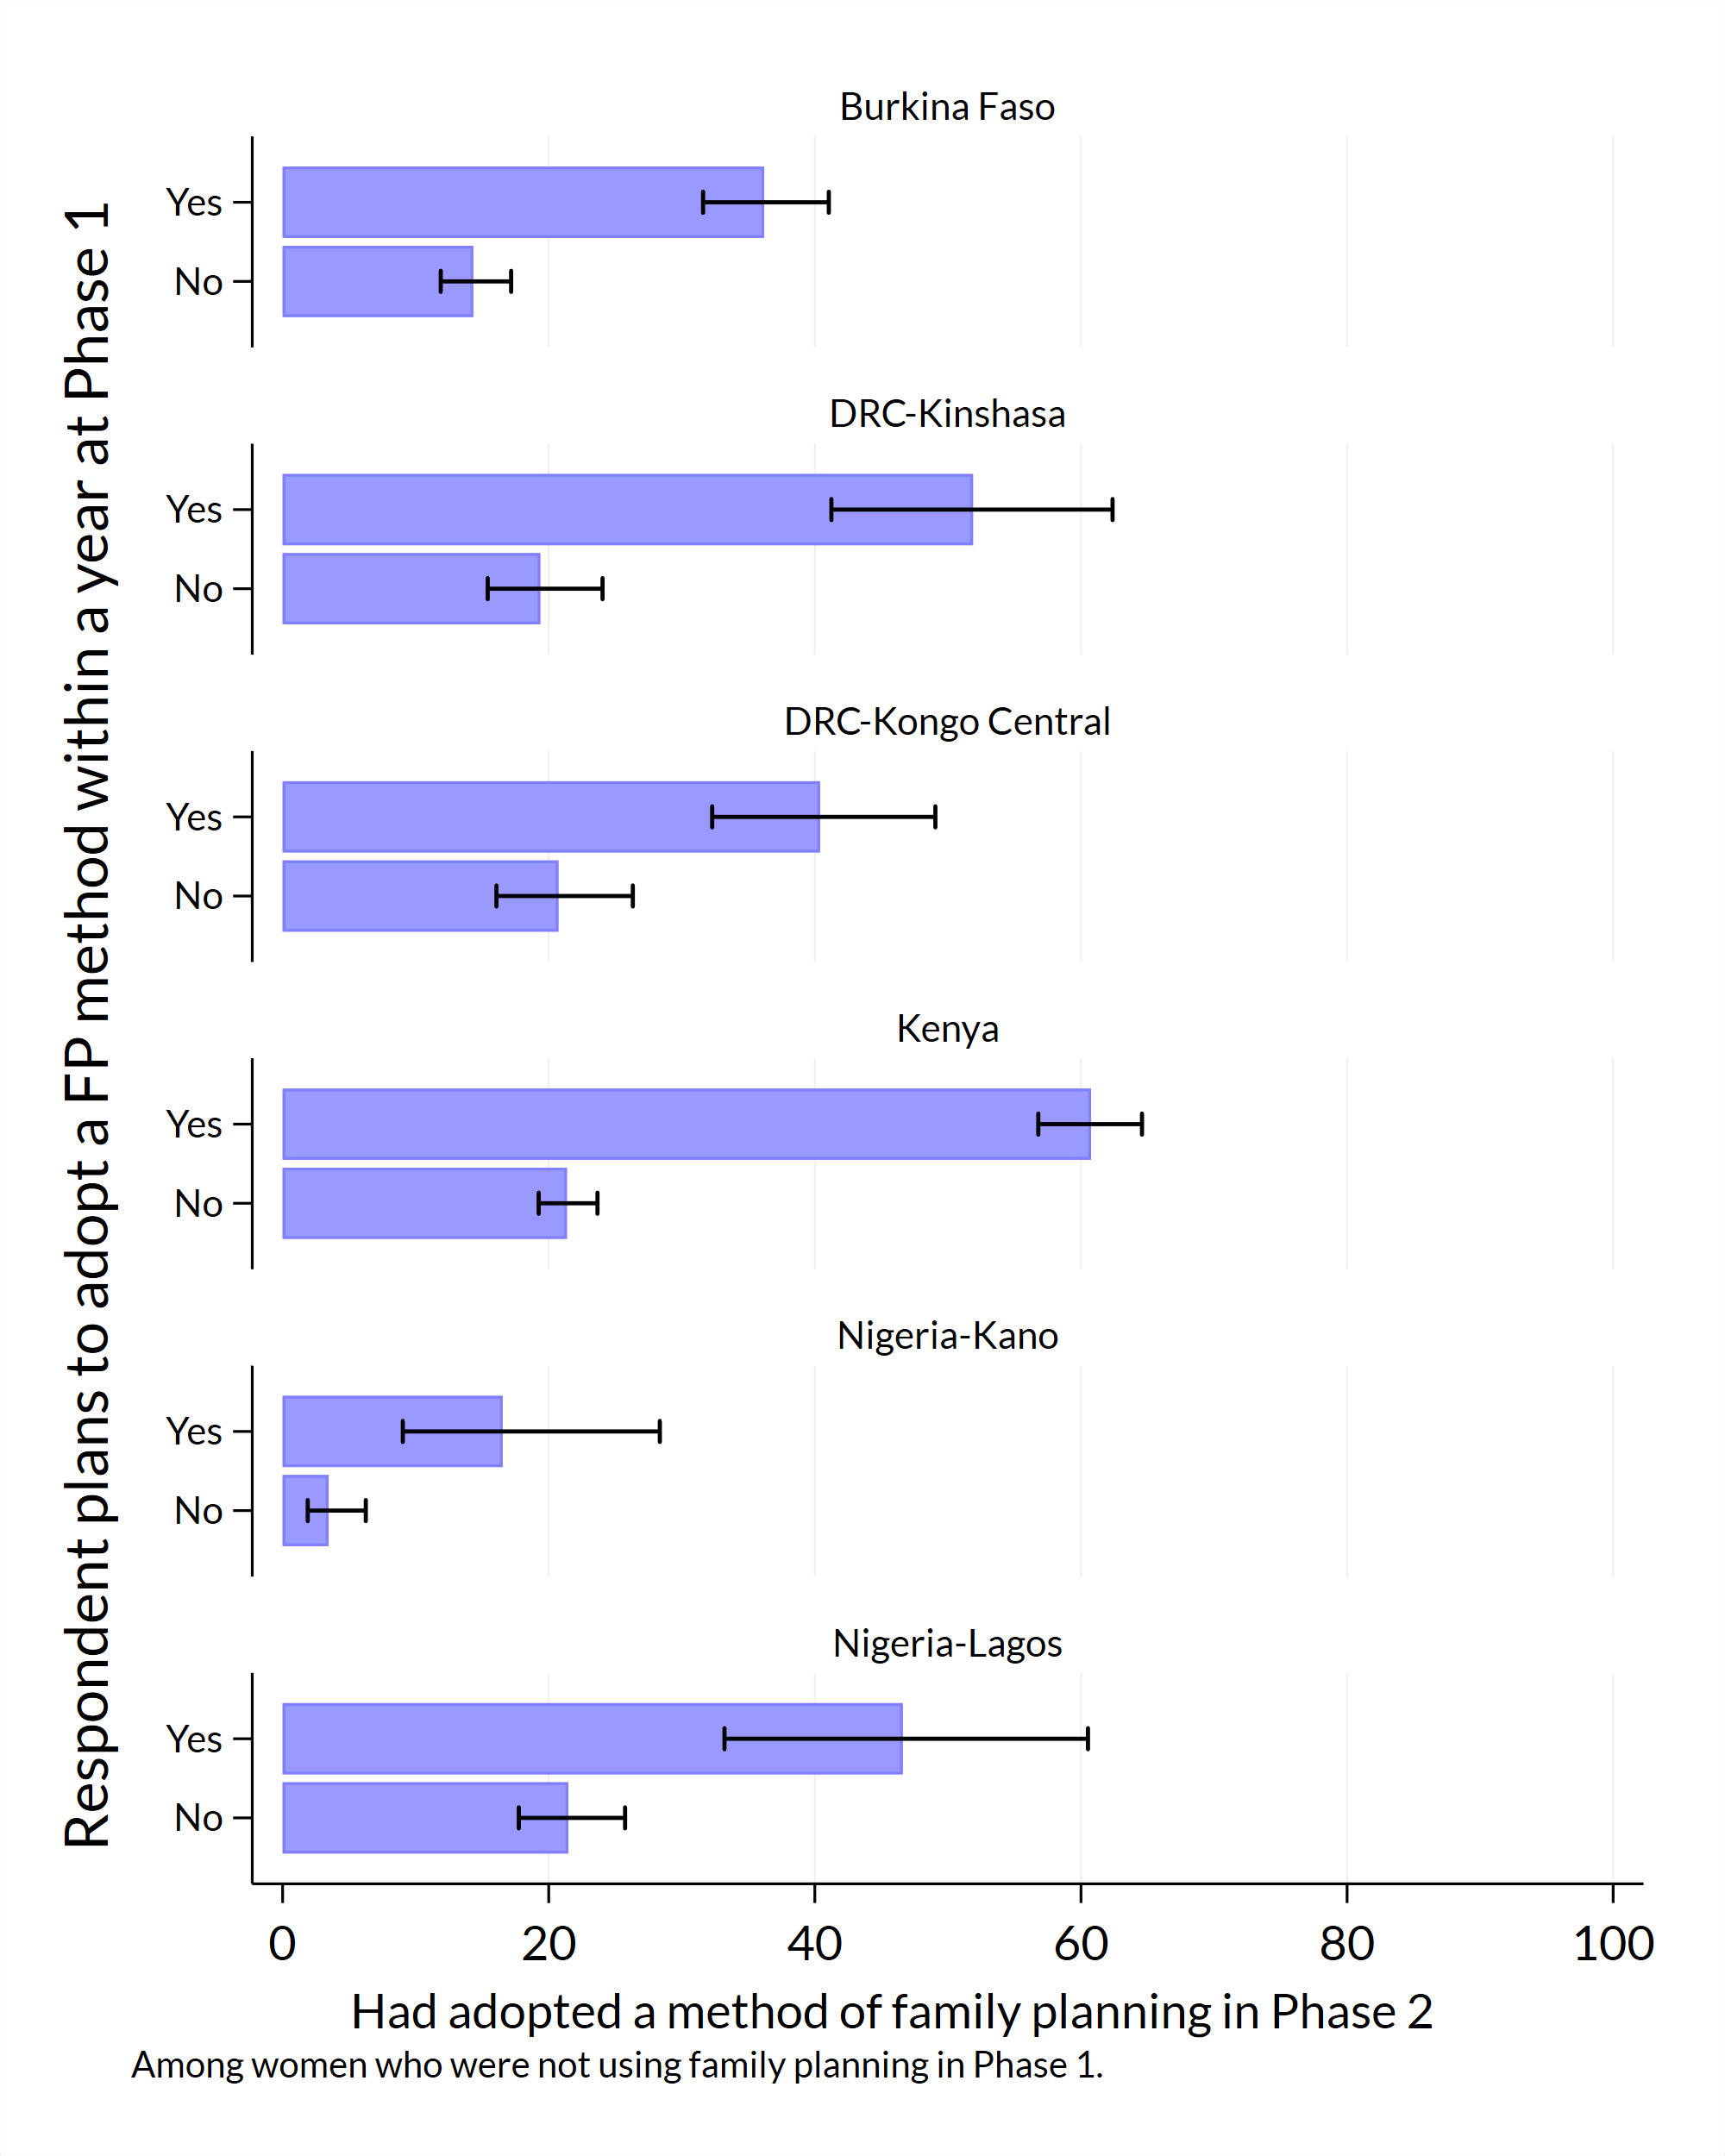 Respondent plans to adopt a FP method within a year at Phase 1
Burkina Faso
Yes
No
DRC-Kinshasa
Yes
No
DRC-Kongo Central
Yes
No
Kenya
Yes
No
Nigeria-Kano
Yes
No
Nigeria-Lagos
Yes
No
0 20 40 60 80 100
Had adopted a method of family planning in Phase 2
Among women who were not using family planning in Phase 1.